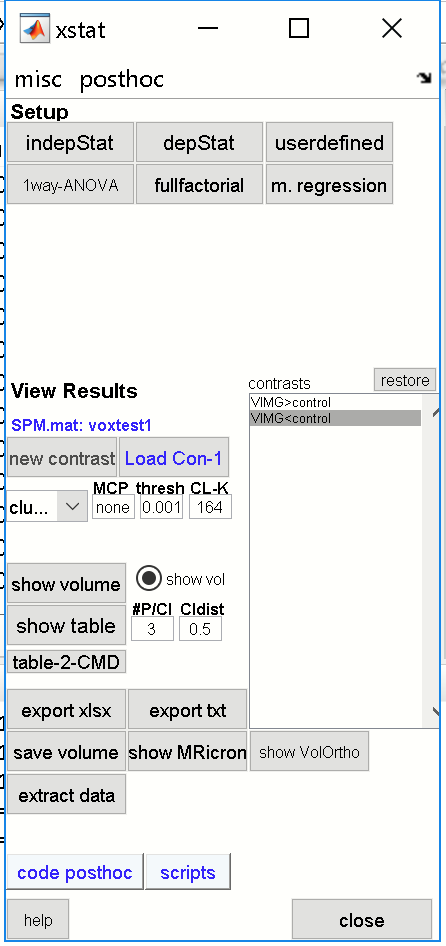 xstat
misc posthoc
Setup
indepStat depStat userdefined
1way-ANOVA fullfactorial m. regression
View Results
contrasts restore
VIMG>control
VIMG<control
SPM.mat: voxtest1
new contrast Load Con-1
MCP thresh CL-K
clu... none 0.001 164
show volume show vol
#P/Cl Cldist
show table 3 0.5
table-2-CMD
export xlsx export txt
save volume show MRicron show VolOrtho
extract data
code posthoc scripts
help close